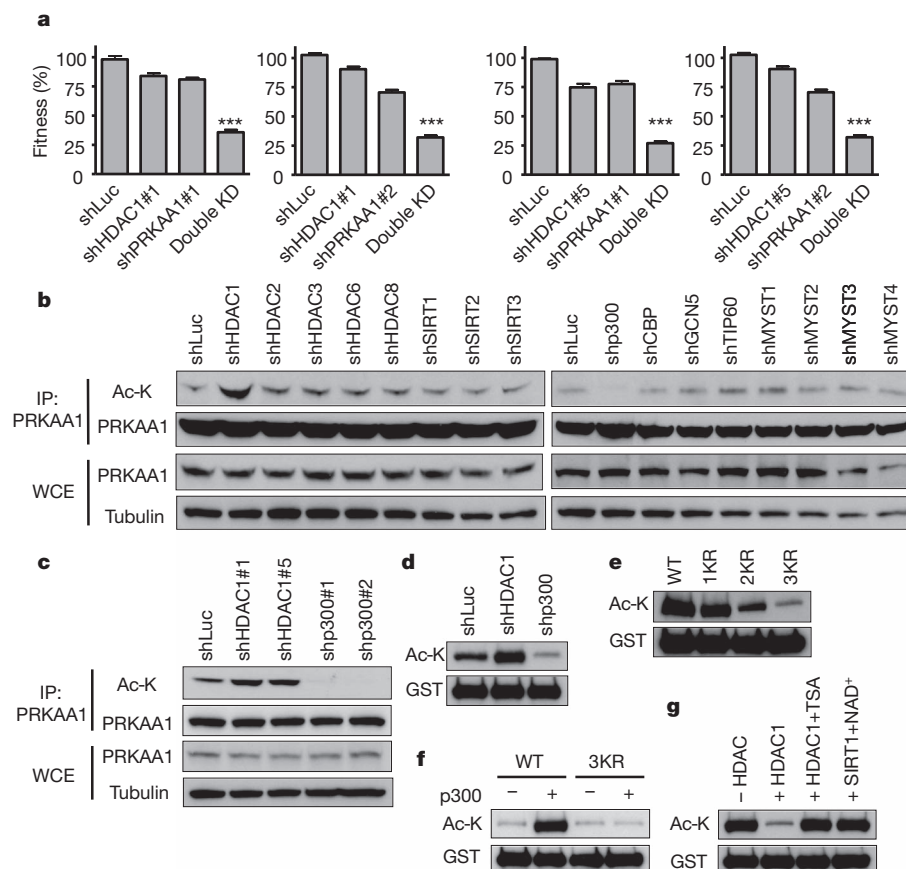 a
Fitness (%)
100
75
50
25
0
***
shLuc
shHDAC1#1
shPRKAA1#1
Double KD
100
75
50
25
0
***
shLuc
shHDAC1#1
shPRKAA1#2
Double KD
100
75
50
25
0
***
shLuc
shHDAC1#5
shPRKAA1#1
Double KD
100
75
50
25
0
***
shLuc
shHDAC1#5
shPRKAA1#2
Double KD
b
shLuc
shHDAC1
shHDAC2
shHDAC3
shHDAC6
shHDAC8
shSIRT1
shSIRT2
shSIRT3
shLuc
shp300
shCBP
shGCN5
shTIP60
shMYST1
shMYST2
shMYST3
shMYST4
IP:
PRKAA1
Ac-K
PRKAA1
WCE
PRKAA1
Tubulin
c
shLuc
shHDAC1#1
shHDAC1#5
shp300#1
shp300#2
IP:
PRKAA1
Ac-K
PRKAA1
WCE
PRKAA1
Tubulin
d
shLuc
shHDAC1
shp300
Ac-K
GST
e
WT
1KR
2KR
3KR
Ac-K
GST
f
WT
3KR
p300
– + – +
Ac-K
GST
g
– HDAC
+ HDAC1
+ HDAC1+TSA
+ SIRT1+NAD⁺
Ac-K
GST